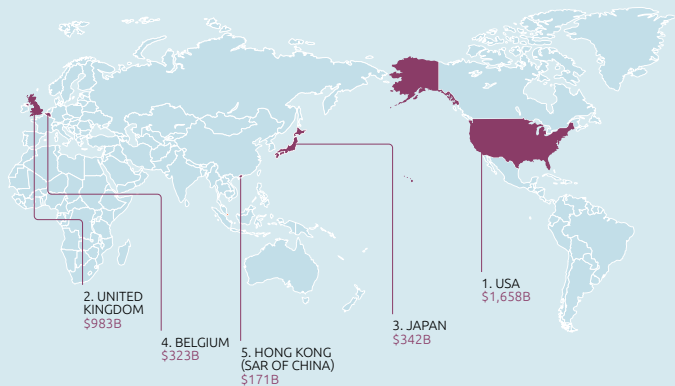 1. USA
$1,658B
2. UNITED
KINGDOM
$983B
3. JAPAN
$342B
4. BELGIUM
$323B
5. HONG KONG
(SAR OF CHINA)
$171B